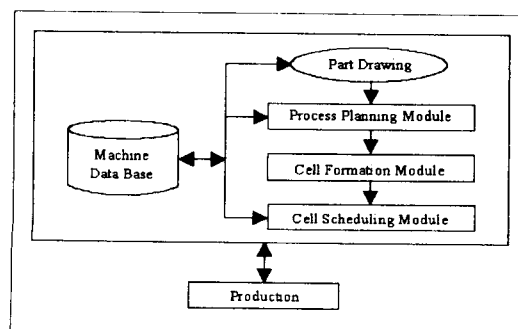 Part Drawing
Process Planning Module
Machine
Data Base
Cell Formation Module
Cell Scheduling Module
Production